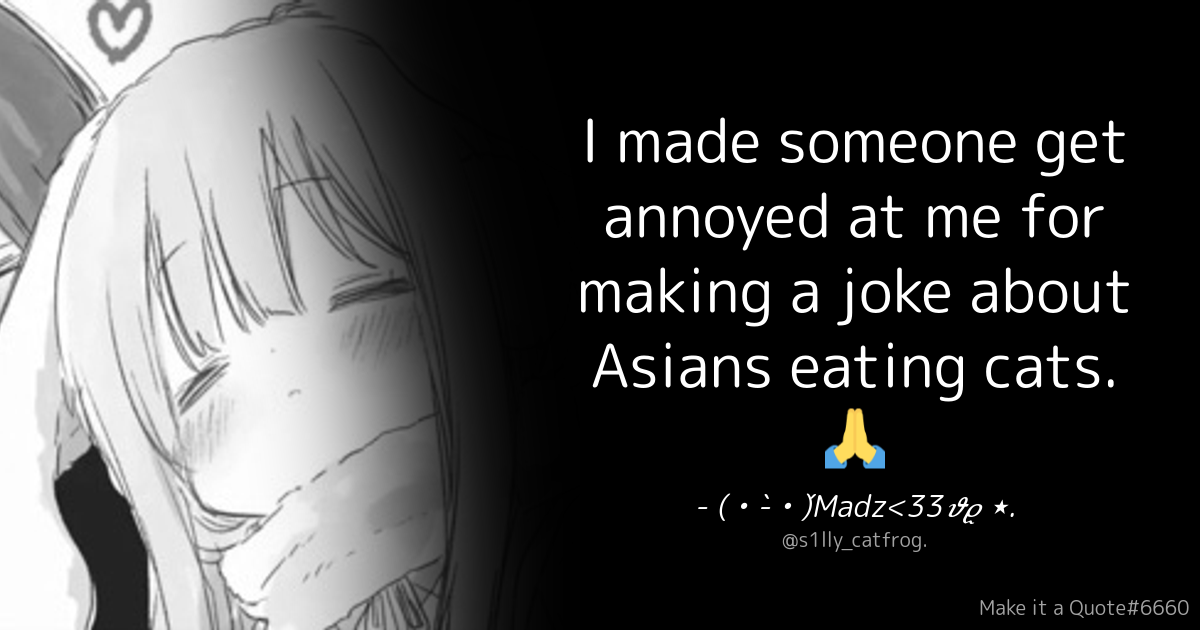 I made someone get
annoyed at me for
making a joke about
Asians eating cats.
🙏
- ( • ̀- • )̌Madz<33𝜗𝜚 ⋆.
@s1lly_catfrog.
Make it a Quote#6660